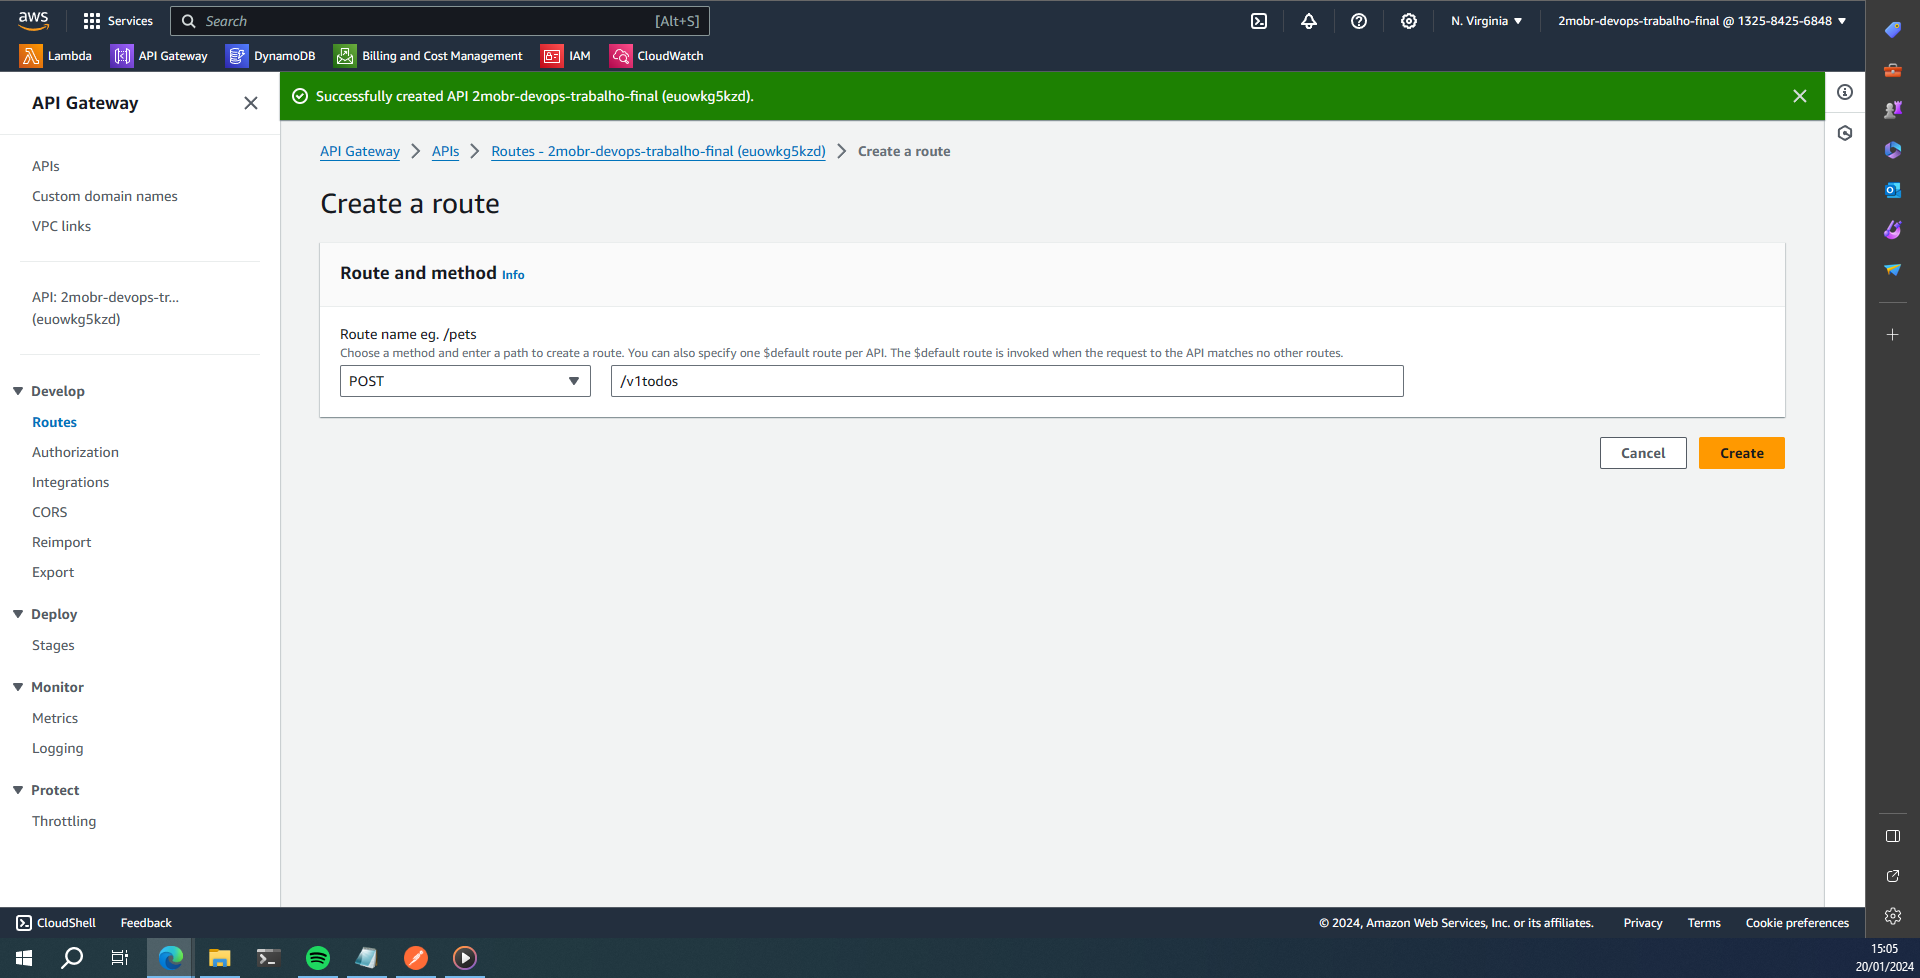 aws
Services
Search
[Alt+S]
N. Virginia
2mobr-devops-trabalho-final @ 1325-8425-6848
Lambda
API Gateway
DynamoDB
Billing and Cost Management
IAM
CloudWatch
API Gateway
APIs
Custom domain names
VPC links
API: 2mobr-devops-tr...
(euowkg5kzd)
Develop
Routes
Authorization
Integrations
CORS
Reimport
Export
Deploy
Stages
Monitor
Metrics
Logging
Protect
Throttling
Successfully created API 2mobr-devops-trabalho-final (euowkg5kzd).
API Gateway
APIs
Routes - 2mobr-devops-trabalho-final (euowkg5kzd)
Create a route
Create a route
Route and method Info
Route name eg. /pets
Choose a method and enter a path to create a route. You can also specify one $default route per API. The $default route is invoked when the request to the API matches no other routes.
POST
/v1todos
Cancel
Create
CloudShell
Feedback
© 2024, Amazon Web Services, Inc. or its affiliates.
Privacy
Terms
Cookie preferences
15:05
20/01/2024